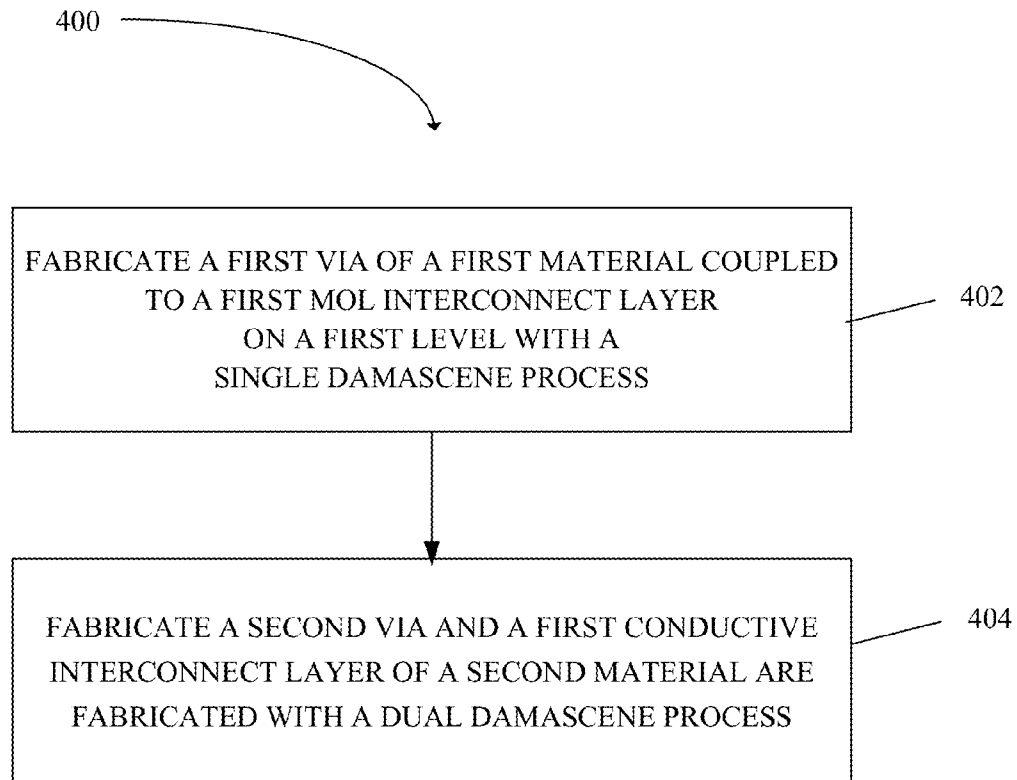 400
FABRICATE A FIRST VIA OF A FIRST MATERIAL COUPLED
TO A FIRST MOL INTERCONNECT LAYER
ON A FIRST LEVEL WITH A
SINGLE DAMASCENE PROCESS
402
FABRICATE A SECOND VIA AND A FIRST CONDUCTIVE
INTERCONNECT LAYER OF A SECOND MATERIAL ARE
FABRICATED WITH A DUAL DAMASCENE PROCESS
404